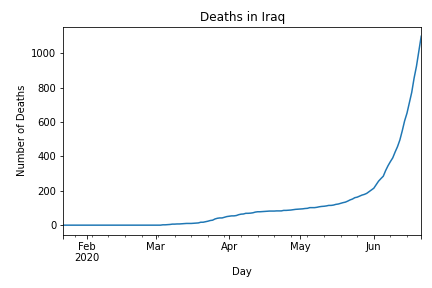 Deaths in Iraq
Number of Deaths
1000
800
600
400
200
0
Feb
2020
Mar
Apr
May
Jun
Day